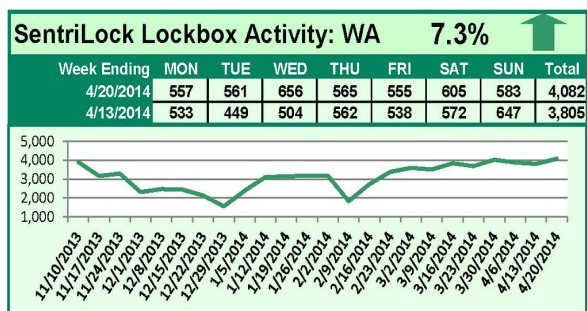 SentriLock Lockbox Activity: WA 7.3%
Week Ending MON TUE WED THU FRI SAT SUN Total
4/20/2014 557 561 656 565 555 605 583 4,082
4/13/2014 533 449 504 562 538 572 647 3,805
5,000
4,000
3,000
2,000
1,000
11/10/2013 11/17/2013 11/24/2013 12/1/2013 12/8/2013 12/15/2013 12/22/2013 12/29/2013 1/5/2014 1/12/2014 1/19/2014 1/26/2014 2/2/2014 2/9/2014 2/16/2014 2/23/2014 3/2/2014 3/9/2014 3/16/2014 3/23/2014 3/30/2014 4/6/2014 4/13/2014 4/20/2014